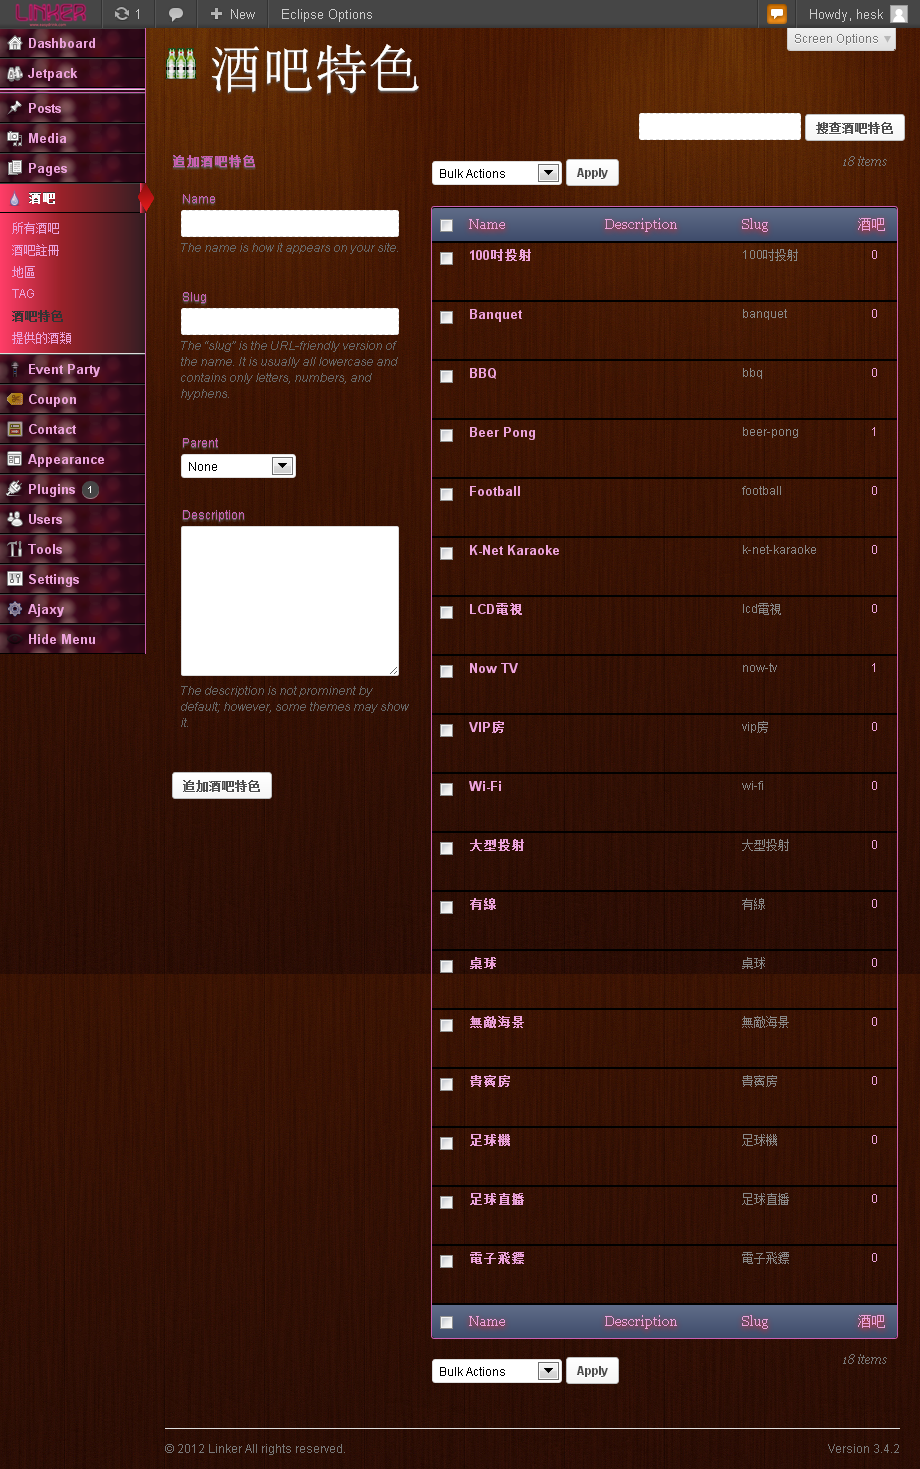 LINKER
1
New
Eclipse Options
Howdy, hesk
Screen Options
Dashboard
Jetpack
Posts
Media
Pages
酒吧
所有酒吧
酒吧註冊
地區
TAG
酒吧特色
提供的酒類
Event Party
Coupon
Contact
Appearance
Plugins 1
Users
Tools
Settings
Ajaxy
Hide Menu
酒吧特色
搜查酒吧特色
追加酒吧特色
Name
The name is how it appears on your site.
Slug
The "slug" is the URL-friendly version of
the name. It is usually all lowercase and
contains only letters, numbers, and
hyphens.
Parent
None
Description
The description is not prominent by
default; however, some themes may show
it.
追加酒吧特色
Bulk Actions Apply
18 items
Name Description Slug 酒吧
100吋投射 100吋投射 0
Banquet banquet 0
BBQ bbq 0
Beer Pong beer-pong 1
Football football 0
K-Net Karaoke k-net-karaoke 0
LCD電視 lcd電視 0
Now TV now-tv 1
VIP房 vip房 0
Wi-Fi wi-fi 0
大型投射 大型投射 0
有線 有線 0
桌球 桌球 0
無敵海景 無敵海景 0
貴賓房 貴賓房 0
足球機 足球機 0
足球直播 足球直播 0
電子飛鏢 電子飛鏢 0
Name Description Slug 酒吧
Bulk Actions Apply
18 items
© 2012 Linker All rights reserved.
Version 3.4.2